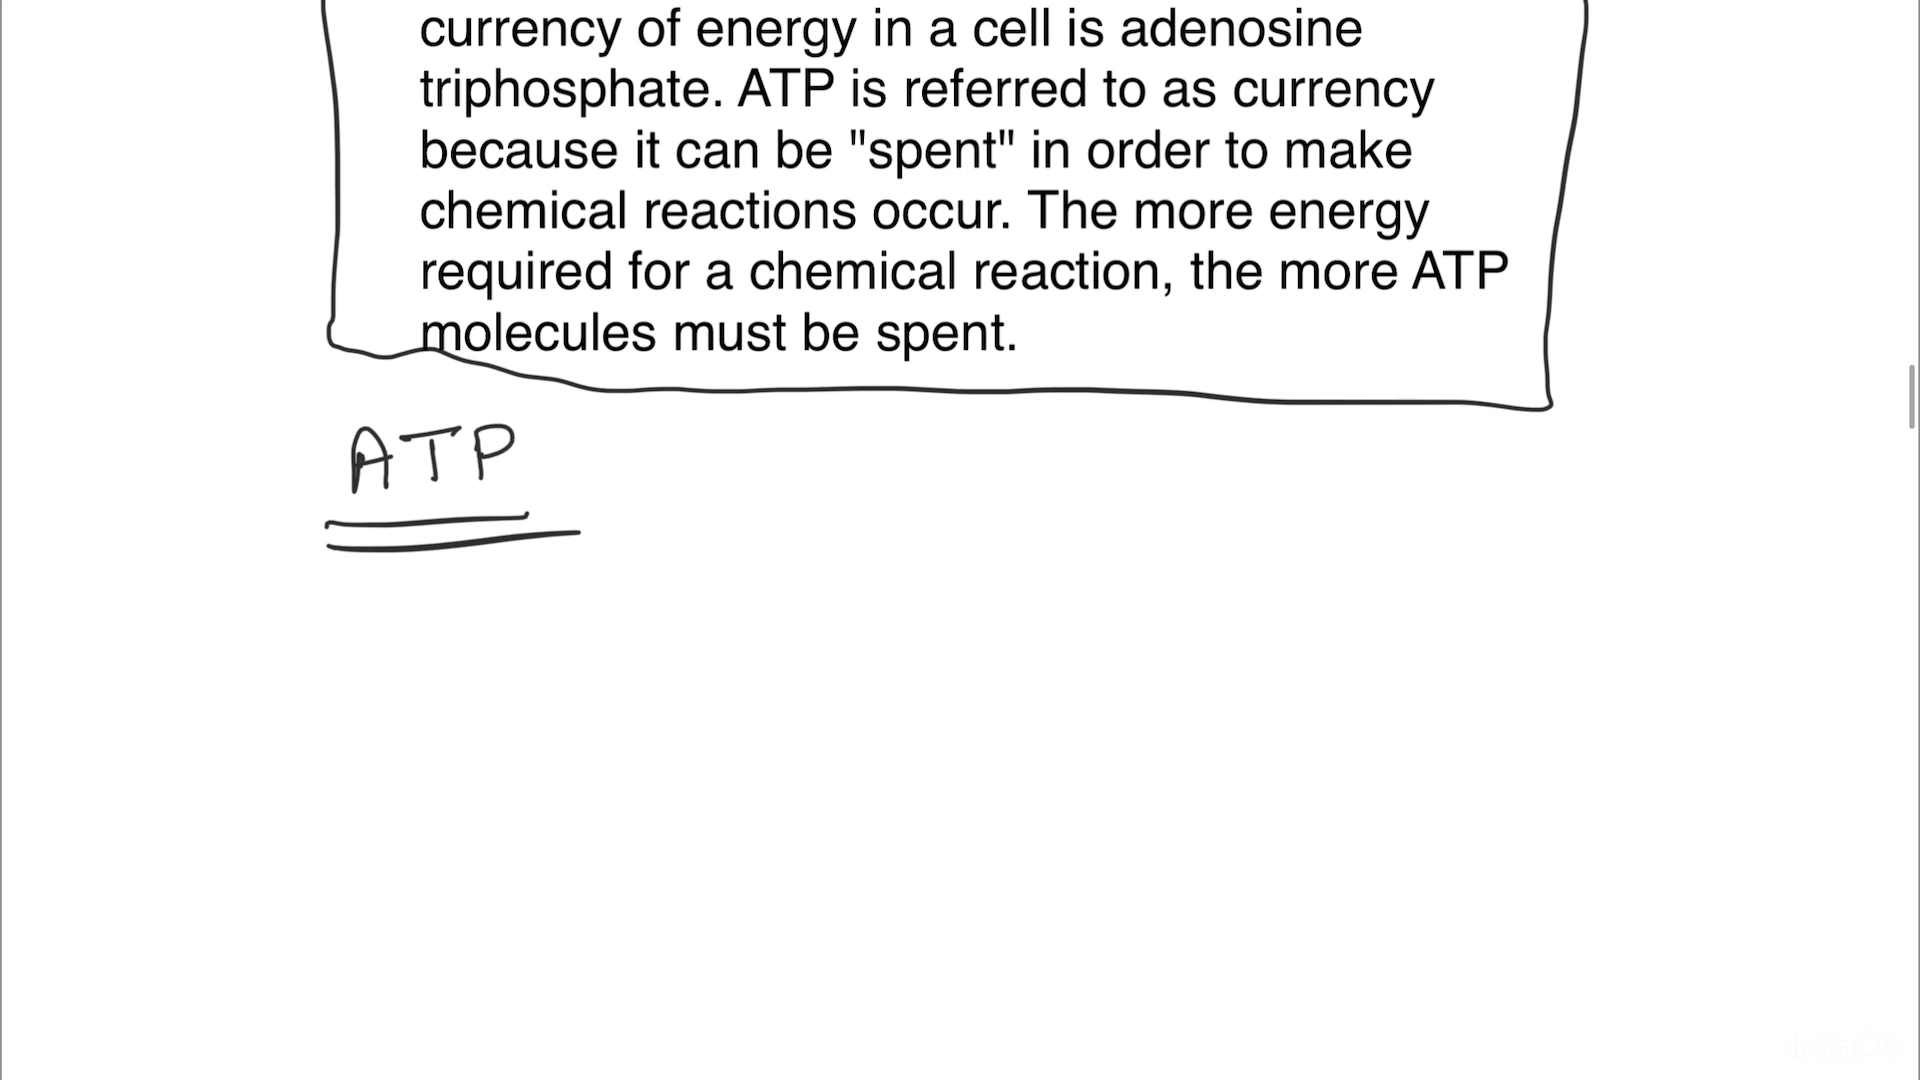 currency of energy in a cell is adenosine
triphosphate. ATP is referred to as currency
because it can be "spent" in order to make
chemical reactions occur. The more energy
required for a chemical reaction, the more ATP
molecules must be spent.
ATP